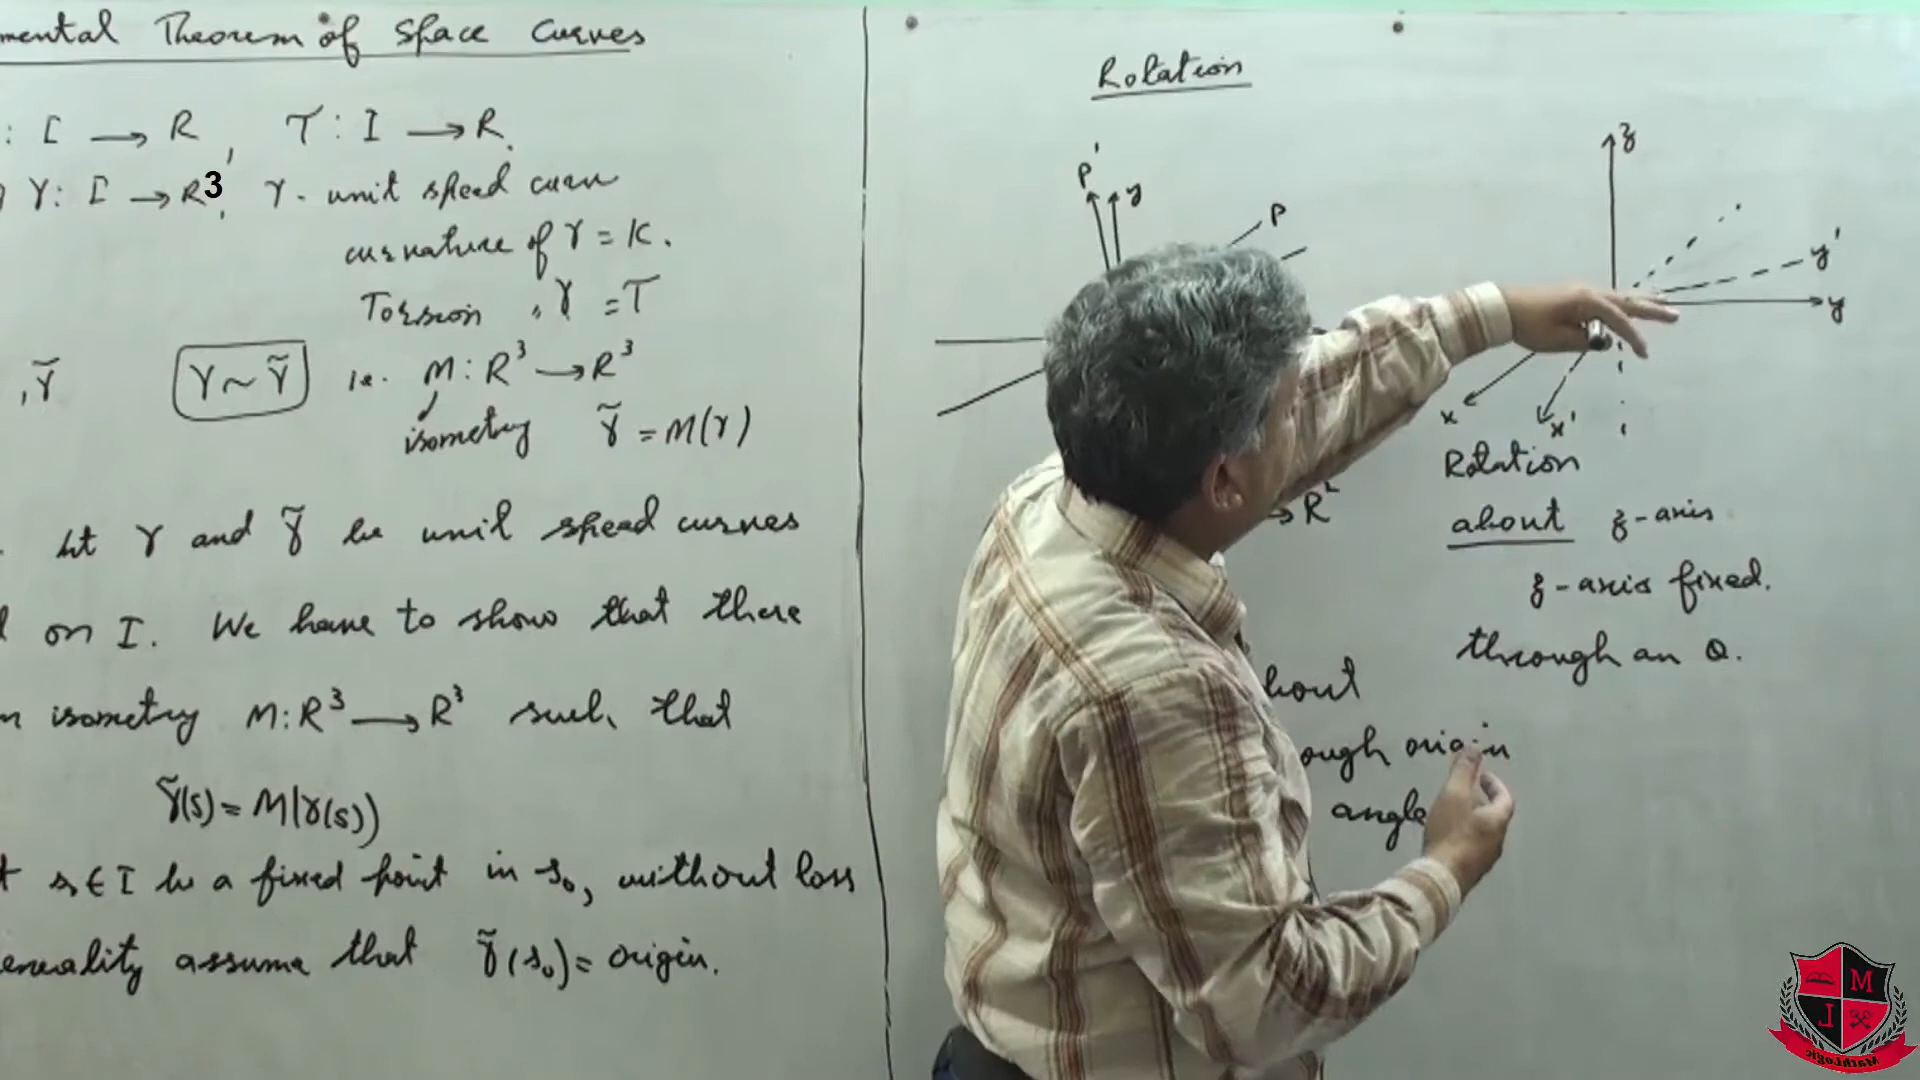 mental Theorem of Space Curves
: I → R, τ : I → R.
γ : I → R3, γ - unit speed curve
curvature of γ = K.
Torsion " γ = τ
, γ̃ γ ~ γ̃ i.e. M : R³ → R³
isometry γ̃ = M(γ)
Let γ and γ̃ be unit speed curves
on I. We have to show that there
isometry M : R³ → R³ such that
γ̃(s) = M(γ(s))
s₀ ∈ I be a fixed point in s₀, without loss
enerality assume that γ̃(s₀) = origin.
Rotation
P' y P
→ R²
bout
ough origin
angle
z
y'
y
x x'
Rotation
about z-axis
z-axis fixed.
through an θ.
M